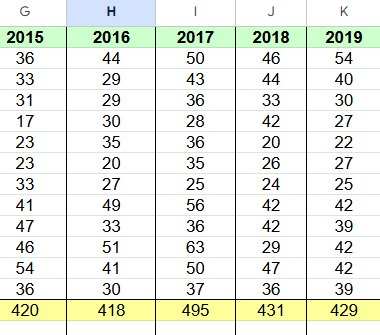 G H I J K
2015 2016 2017 2018 2019
36 44 50 46 54
33 29 43 44 40
31 29 36 33 30
17 30 28 42 27
23 35 36 20 22
23 20 35 26 27
33 27 25 24 25
41 49 56 42 42
47 33 36 42 39
46 51 63 29 42
54 41 50 47 42
36 30 37 36 39
420 418 495 431 429